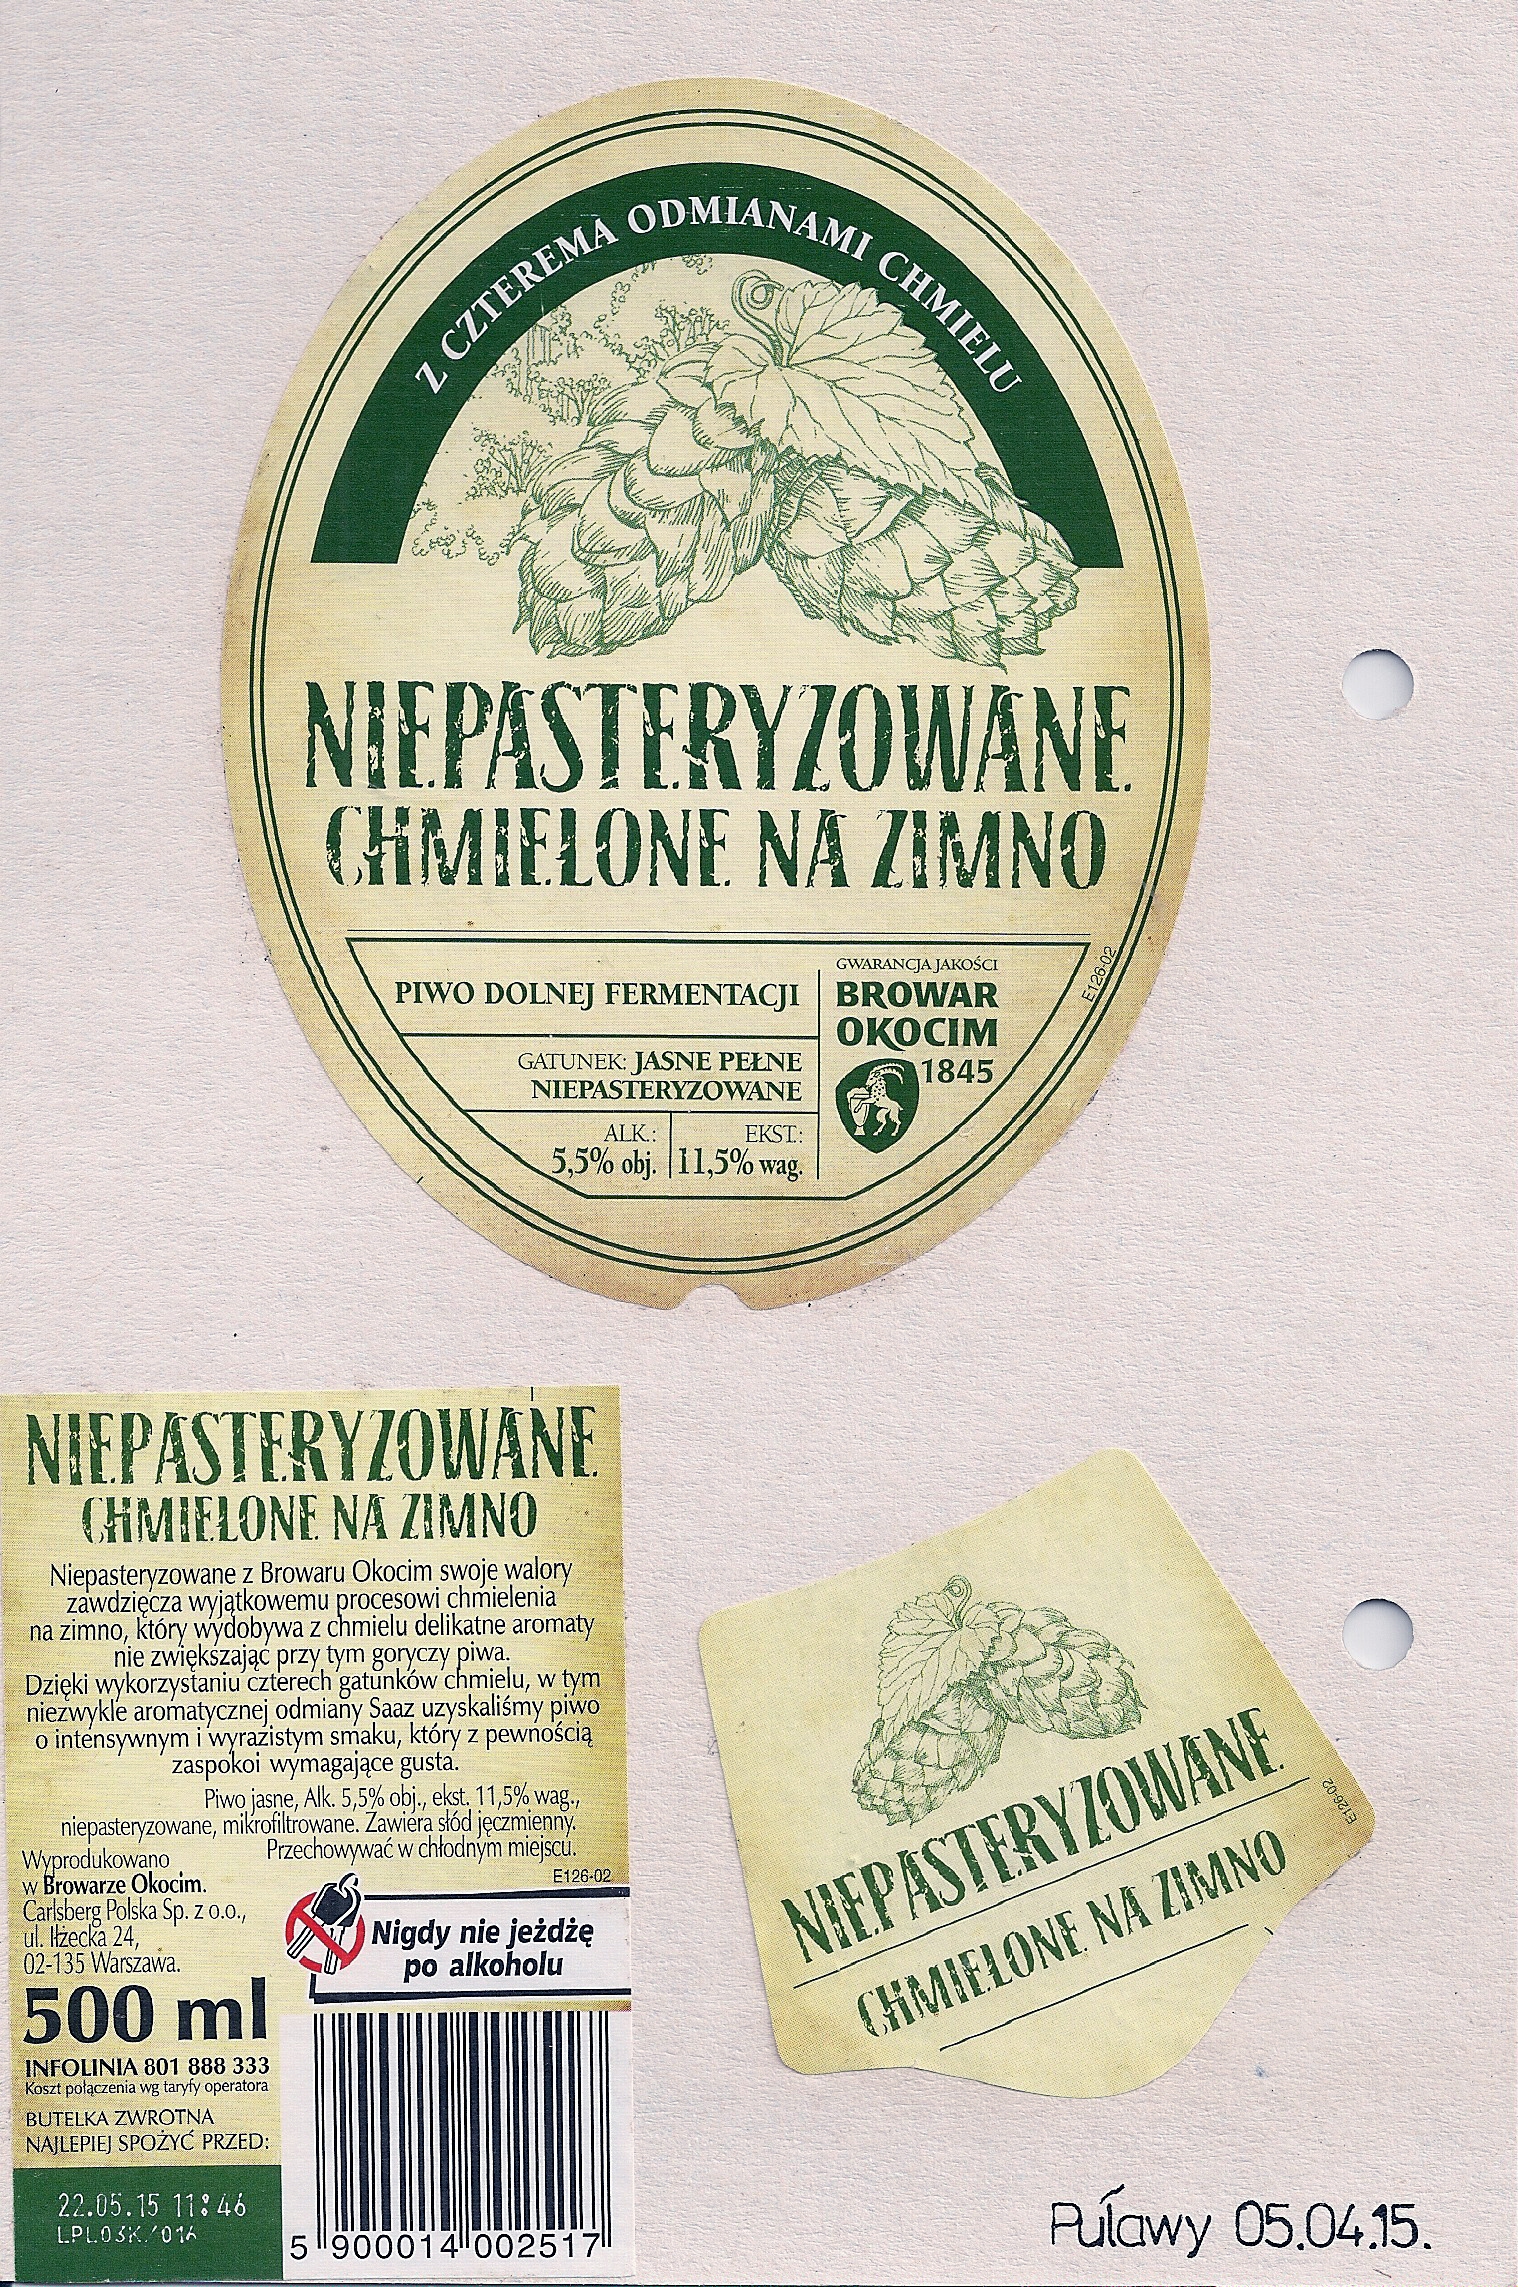 Z CZTEREMA ODMIANAMI CHMIELU
NIEPASTERYZOWANE
CHMIELONE NA ZIMNO
PIWO DOLNEJ FERMENTACJI
GATUNEK: JASNE PEŁNE
NIEPASTERYZOWANE
ALK.: EKST.:
5,5% obj. 11,5% wag.
GWARANCJA JAKOŚCI
BROWAR
OKOCIM
1845
E126-02
NIEPASTERYZOWANE
CHMIELONE NA ZIMNO
Niepasteryzowane z Browaru Okocim swoje walory
zawdzięcza wyjątkowemu procesowi chmielenia
na zimno, który wydobywa z chmielu delikatne aromaty
nie zwiększając przy tym goryczy piwa.
Dzięki wykorzystaniu czterech gatunków chmielu, w tym
niezwykle aromatycznej odmiany Saaz uzyskaliśmy piwo
o intensywnym i wyrazistym smaku, który z pewnością
zaspokoi wymagające gusta.
Piwo jasne, Alk. 5,5% obj., ekst. 11,5% wag.,
niepasteryzowane, mikrofiltrowane. Zawiera słód jęczmienny.
Przechowywać w chłodnym miejscu.
Wyprodukowano
w Browarze Okocim.
Carlsberg Polska Sp. z o.o.,
ul. Iłżecka 24,
02-135 Warszawa.
E126-02
Nigdy nie jeżdżę
po alkoholu
500 ml
INFOLINIA 801 888 333
Koszt połączenia wg taryfy operatora
BUTELKA ZWROTNA
NAJLEPIEJ SPOŻYĆ PRZED:
22.05.15 11:46
LPL03K/016
5 900014 002517
NIEPASTERYZOWANE
CHMIELONE NA ZIMNO
E126-02
Puławy 05.04.15.